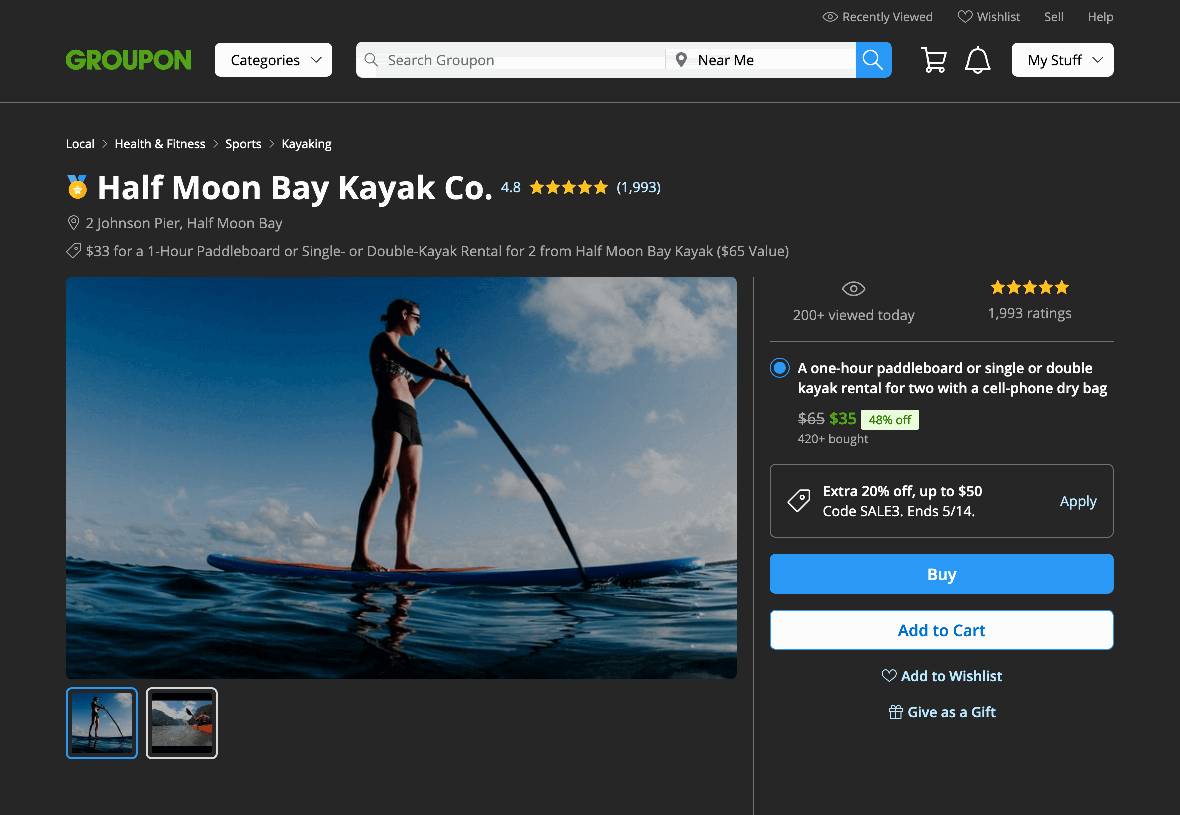 Recently Viewed
Wishlist
Sell
Help
GROUPON
Categories
Search Groupon
Near Me
My Stuff
Local > Health & Fitness > Sports > Kayaking
Half Moon Bay Kayak Co. 4.8 (1,993)
2 Johnson Pier, Half Moon Bay
$33 for a 1-Hour Paddleboard or Single- or Double-Kayak Rental for 2 from Half Moon Bay Kayak ($65 Value)
200+ viewed today
1,993 ratings
A one-hour paddleboard or single or double
kayak rental for two with a cell-phone dry bag
$65 $35 48% off
420+ bought
Extra 20% off, up to $50
Code SALE3. Ends 5/14.
Apply
Buy
Add to Cart
Add to Wishlist
Give as a Gift